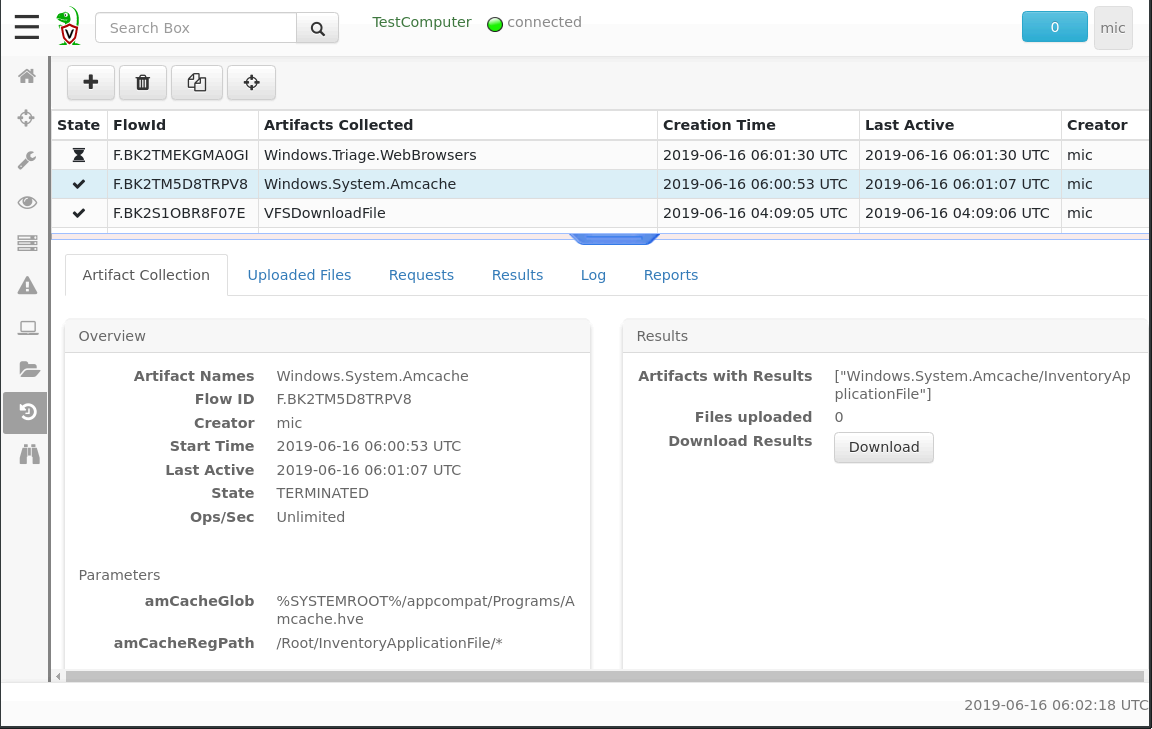 Search Box TestComputer connected 0 mic
State FlowId Artifacts Collected Creation Time Last Active Creator
F.BK2TMEKGMA0GI Windows.Triage.WebBrowsers 2019-06-16 06:01:30 UTC 2019-06-16 06:01:30 UTC mic
F.BK2TM5D8TRPV8 Windows.System.Amcache 2019-06-16 06:00:53 UTC 2019-06-16 06:01:07 UTC mic
F.BK2S1OBR8F07E VFSDownloadFile 2019-06-16 04:09:05 UTC 2019-06-16 04:09:06 UTC mic
Artifact Collection Uploaded Files Requests Results Log Reports
Overview
Artifact Names Windows.System.Amcache
Flow ID F.BK2TM5D8TRPV8
Creator mic
Start Time 2019-06-16 06:00:53 UTC
Last Active 2019-06-16 06:01:07 UTC
State TERMINATED
Ops/Sec Unlimited
Parameters
amCacheGlob %SYSTEMROOT%/appcompat/Programs/A
mcache.hve
amCacheRegPath /Root/InventoryApplicationFile/*
Results
Artifacts with Results ["Windows.System.Amcache/InventoryAp
plicationFile"]
Files uploaded 0
Download Results Download
2019-06-16 06:02:18 UTC